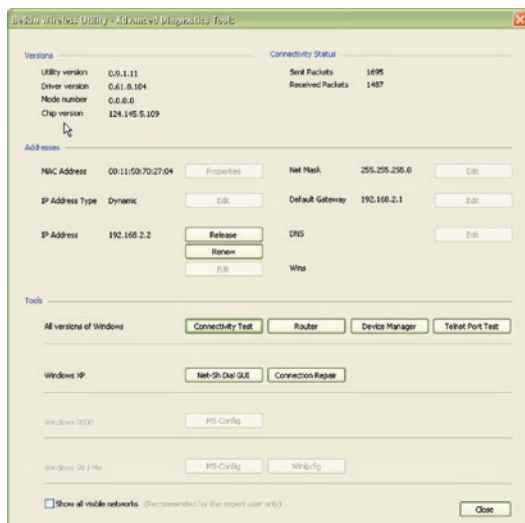 Belkin Wireless Utility - Advanced Diagnostics Tools
Versions
Utility version 0.9.1.11
Driver version 0.61.8.104
Mode number 0.0.0.0
Chip version 124.145.5.109
Connectivity Status
Sent Packets 1695
Received Packets 1487
Addresses
MAC Address 00:11:50:70:27:04 Properties Net Mask 255.255.255.0 Edit
IP Address Type Dynamic Edit Default Gateway 192.168.2.1 Edit
IP Address 192.168.2.2 Release DNS Edit
Renew
Edit Wins
Tools
All versions of Windows Connectivity Test Router Device Manager Telnet Port Test
Windows XP Net-Sh Dial GUI Connection Repair
Windows 2000 MS Config
Windows 98 / Me MS Config Winipcfg
Show all visible networks (Recommended for the expert user only)
Close